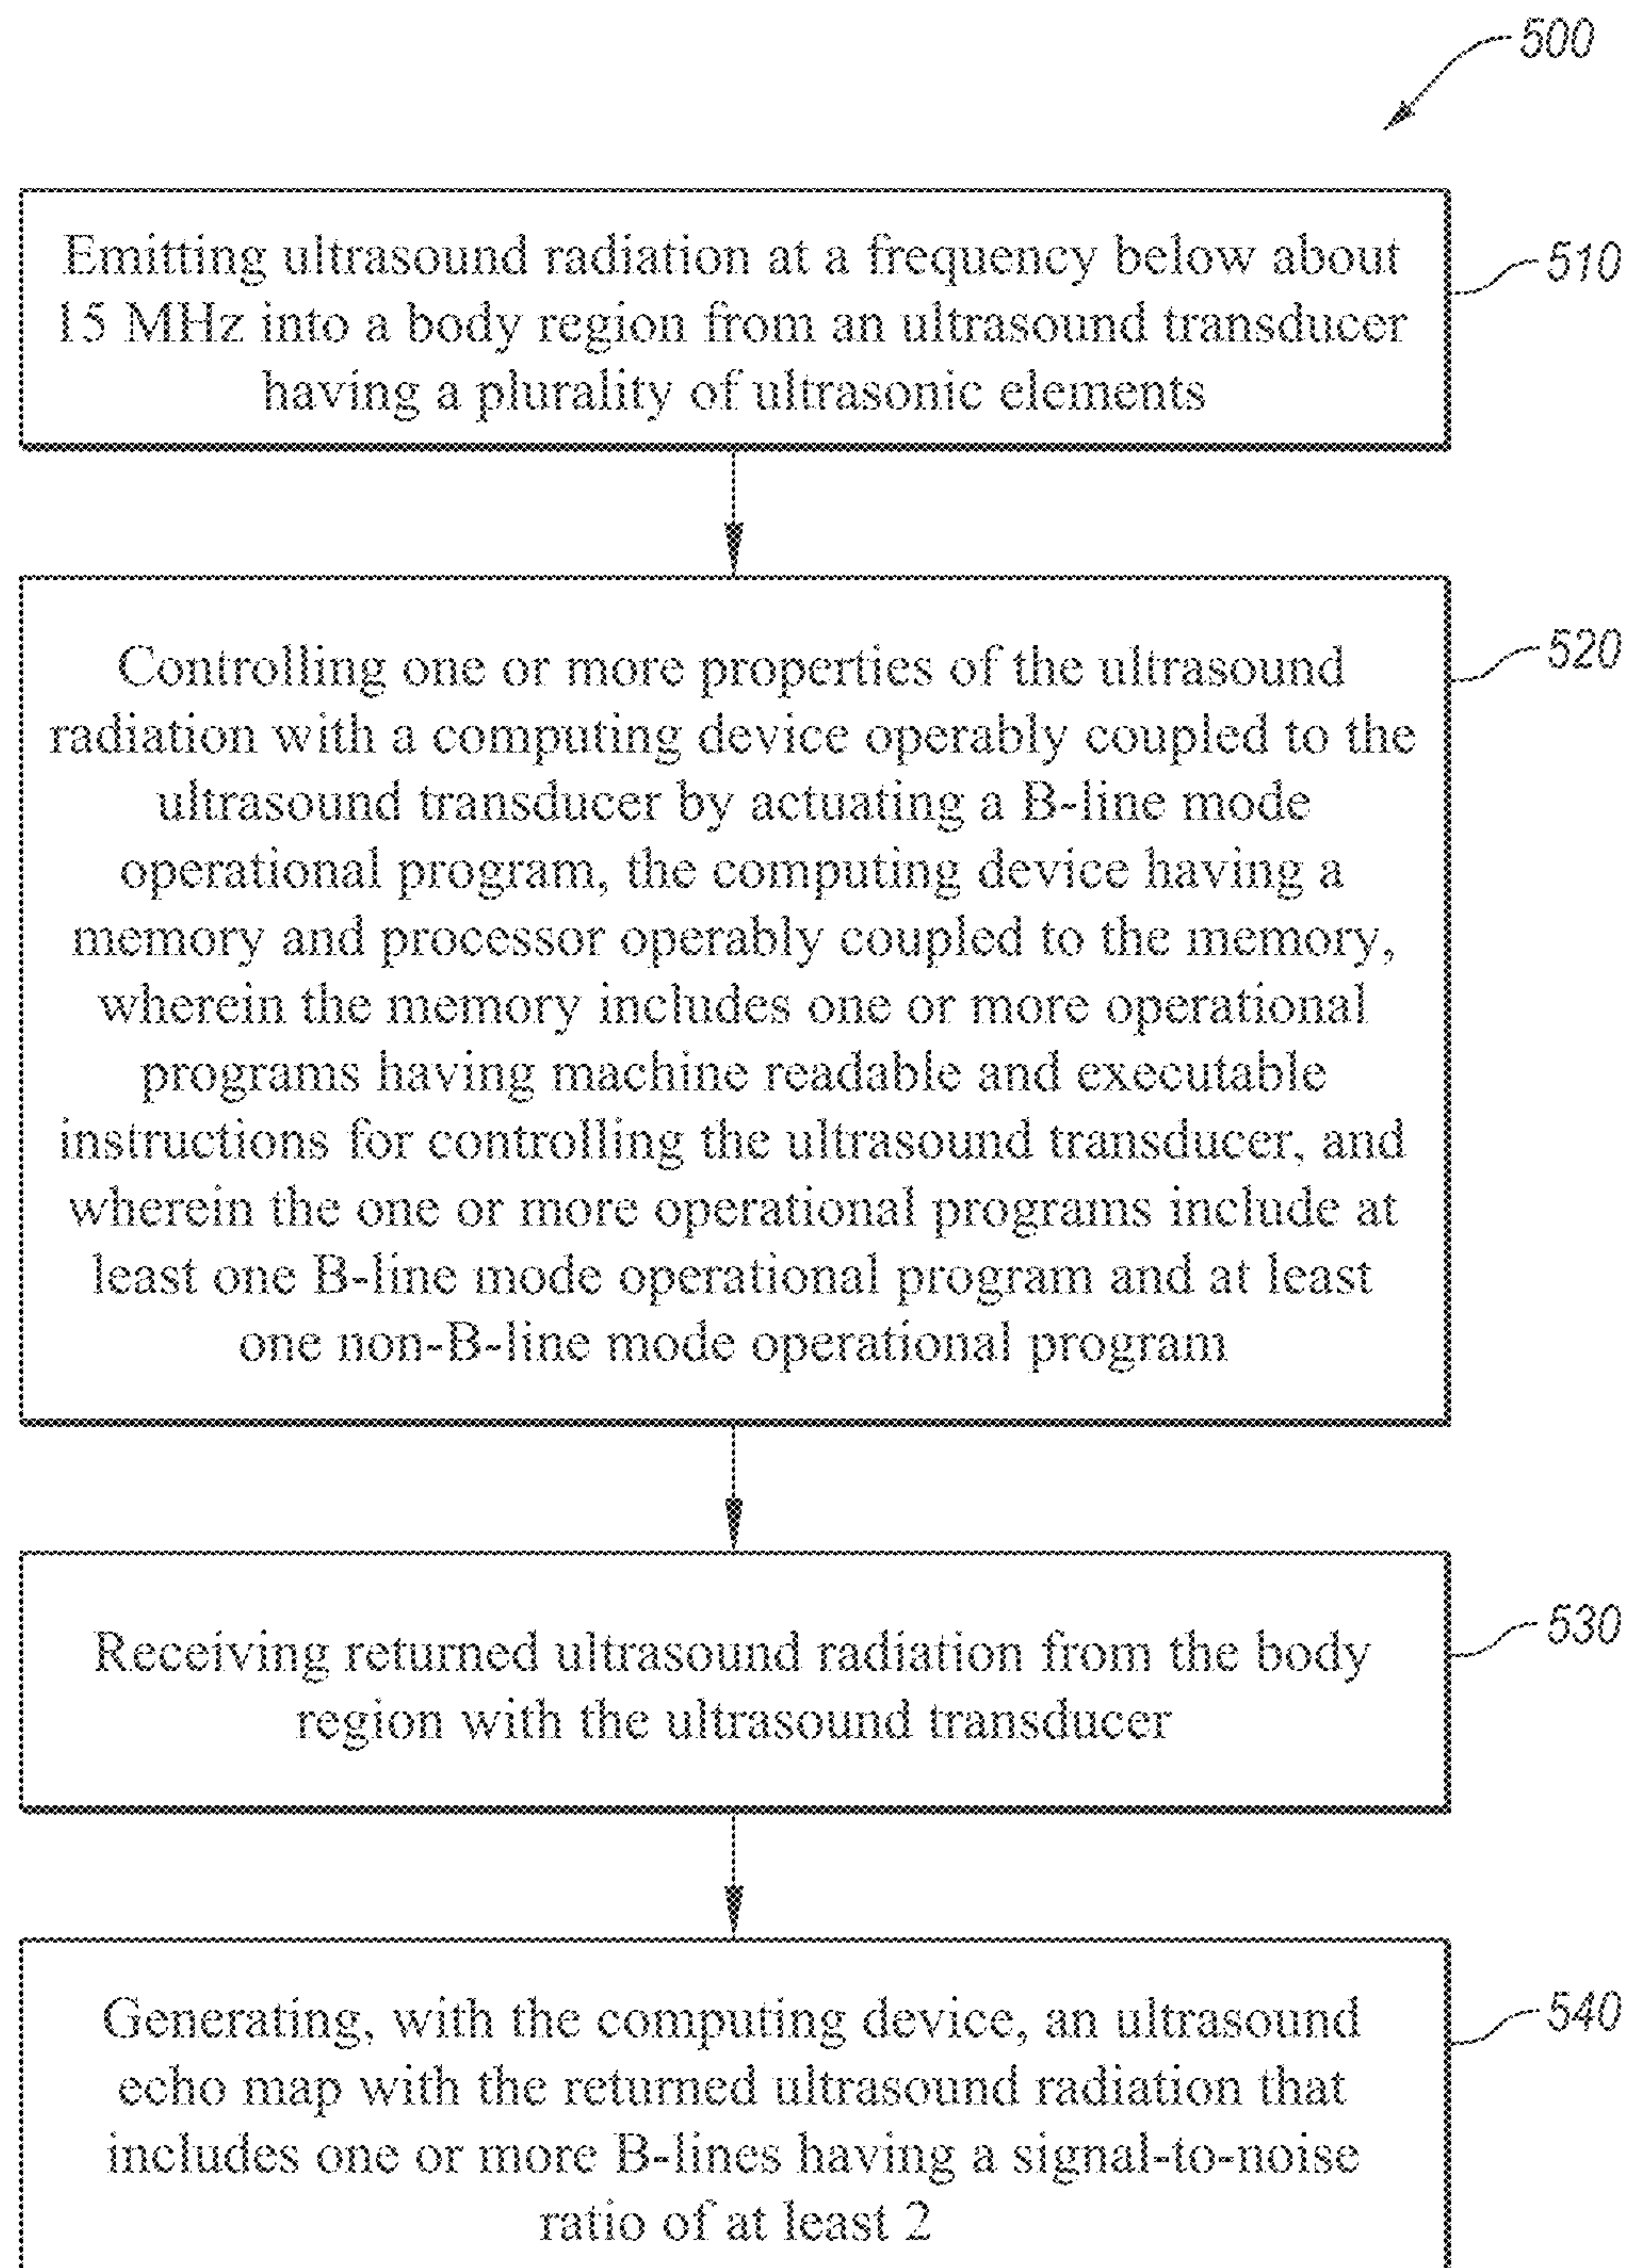 500
Emitting ultrasound radiation at a frequency below about
15 MHz into a body region from an ultrasound transducer
having a plurality of ultrasonic elements
510
Controlling one or more properties of the ultrasound
radiation with a computing device operably coupled to the
ultrasound transducer by actuating a B-line mode
operational program, the computing device having a
memory and processor operably coupled to the memory,
wherein the memory includes one or more operational
programs having machine readable and executable
instructions for controlling the ultrasound transducer, and
wherein the one or more operational programs include at
least one B-line mode operational program and at least
one non-B-line mode operational program
520
Receiving returned ultrasound radiation from the body
region with the ultrasound transducer
530
Generating, with the computing device, an ultrasound
echo map with the returned ultrasound radiation that
includes one or more B-lines having a signal-to-noise
ratio of at least 2
540